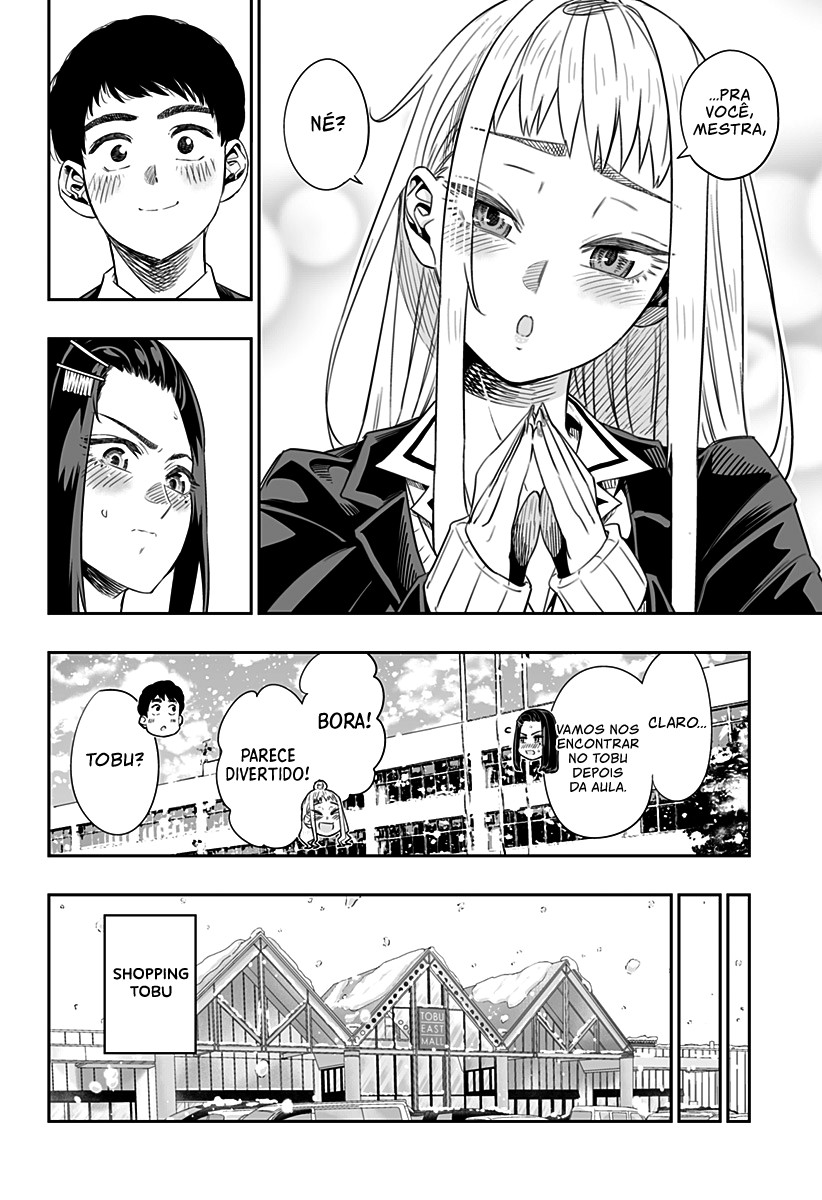 ...PRA
VOCÊ,
MESTRA,
NÉ?
CLARO...
VAMOS NOS
ENCONTRAR
NO TOBU
DEPOIS
DA AULA.
BORA!
PARECE
DIVERTIDO!
TOBU?
SHOPPING
TOBU
TOBU
EAST
MALL